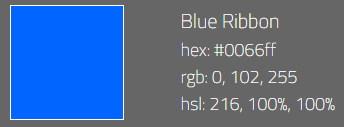 Blue Ribbon
hex: #0066ff
rgb: 0, 102, 255
hsl: 216, 100%, 100%